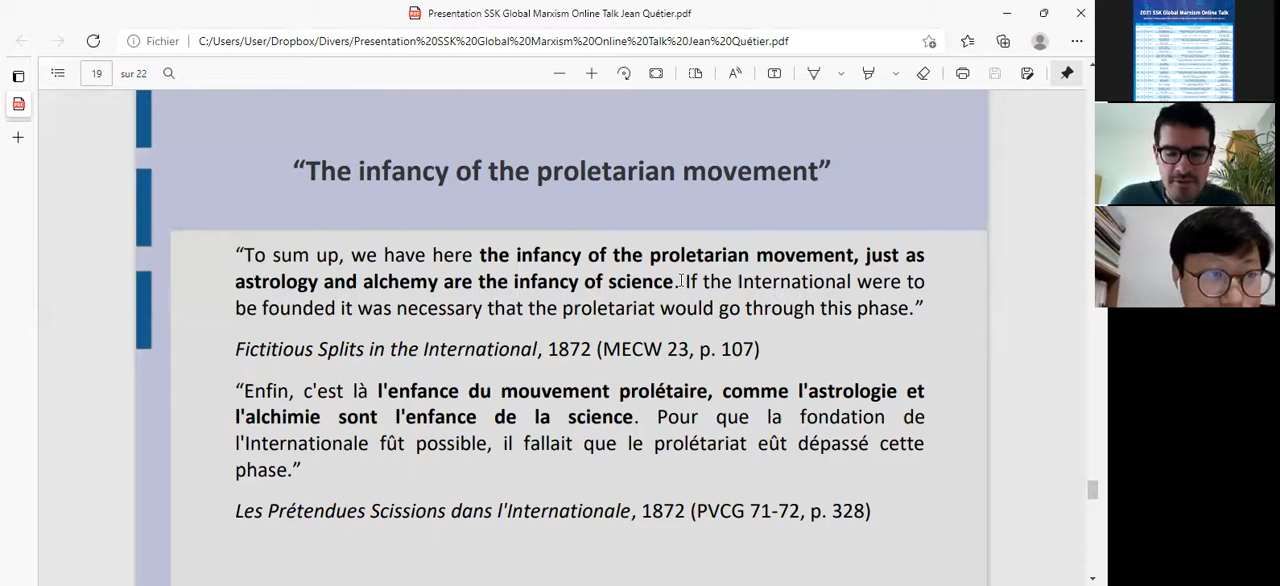 Presentation SSK Global Marxism Online Talk Jean Quétier.pdf
Fichier
C:/Users/User/Dropbox/Divers/Presentation%20SSK%20Global%20Marxism%20Online%20Talk%20Jean%20Quétier.pdf
19 sur 22
“The infancy of the proletarian movement”
“To sum up, we have here the infancy of the proletarian movement, just as
astrology and alchemy are the infancy of science. If the International were to
be founded it was necessary that the proletariat would go through this phase.”
Fictitious Splits in the International, 1872 (MECW 23, p. 107)
“Enfin, c'est là l'enfance du mouvement prolétaire, comme l'astrologie et
l'alchimie sont l'enfance de la science. Pour que la fondation de
l'Internationale fût possible, il fallait que le prolétariat eût dépassé cette
phase.”
Les Prétendues Scissions dans l'Internationale, 1872 (PVCG 71-72, p. 328)
2021 SSK Global Marxism Online Talk